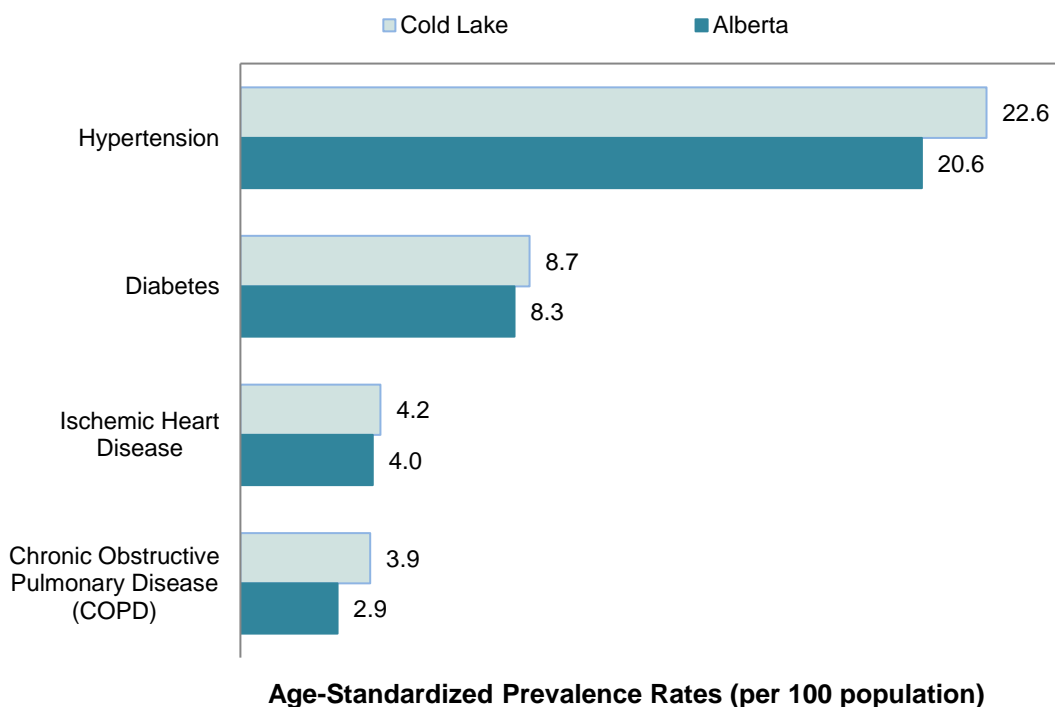 Cold Lake Alberta
Hypertension
22.6
20.6
Diabetes
8.7
8.3
Ischemic Heart
Disease
4.2
4.0
Chronic Obstructive
Pulmonary Disease
(COPD)
3.9
2.9
Age-Standardized Prevalence Rates (per 100 population)